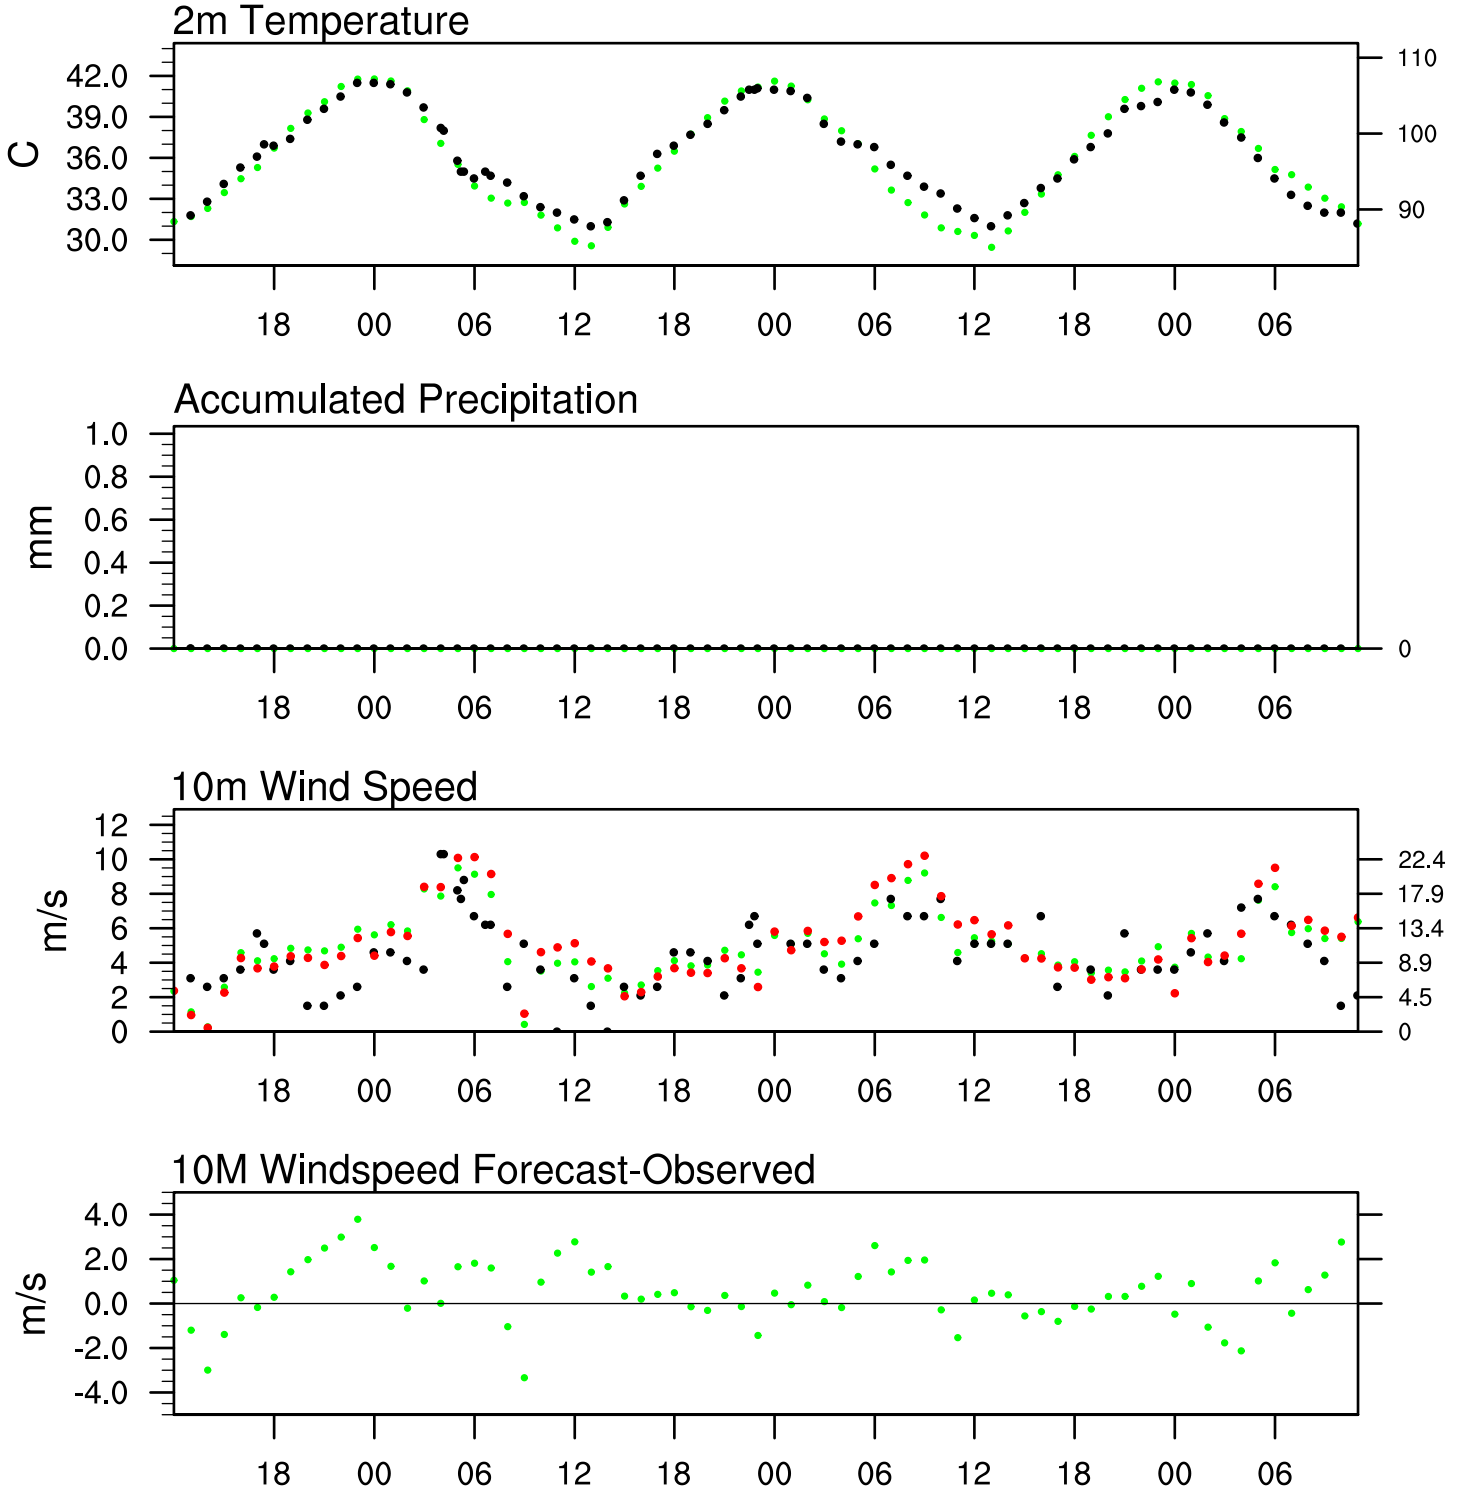 2m Temperature
42.0
39.0
36.0
33.0
30.0
C
110
100
90
18 00 06 12 18 00 06 12 18 00 06
Accumulated Precipitation
1.0
0.8
0.6
0.4
0.2
0.0
mm
0
18 00 06 12 18 00 06 12 18 00 06
10m Wind Speed
12
10
8
6
4
2
0
m/s
22.4
17.9
13.4
8.9
4.5
0
18 00 06 12 18 00 06 12 18 00 06
10M Windspeed Forecast-Observed
4.0
2.0
0.0
-2.0
-4.0
m/s
18 00 06 12 18 00 06 12 18 00 06